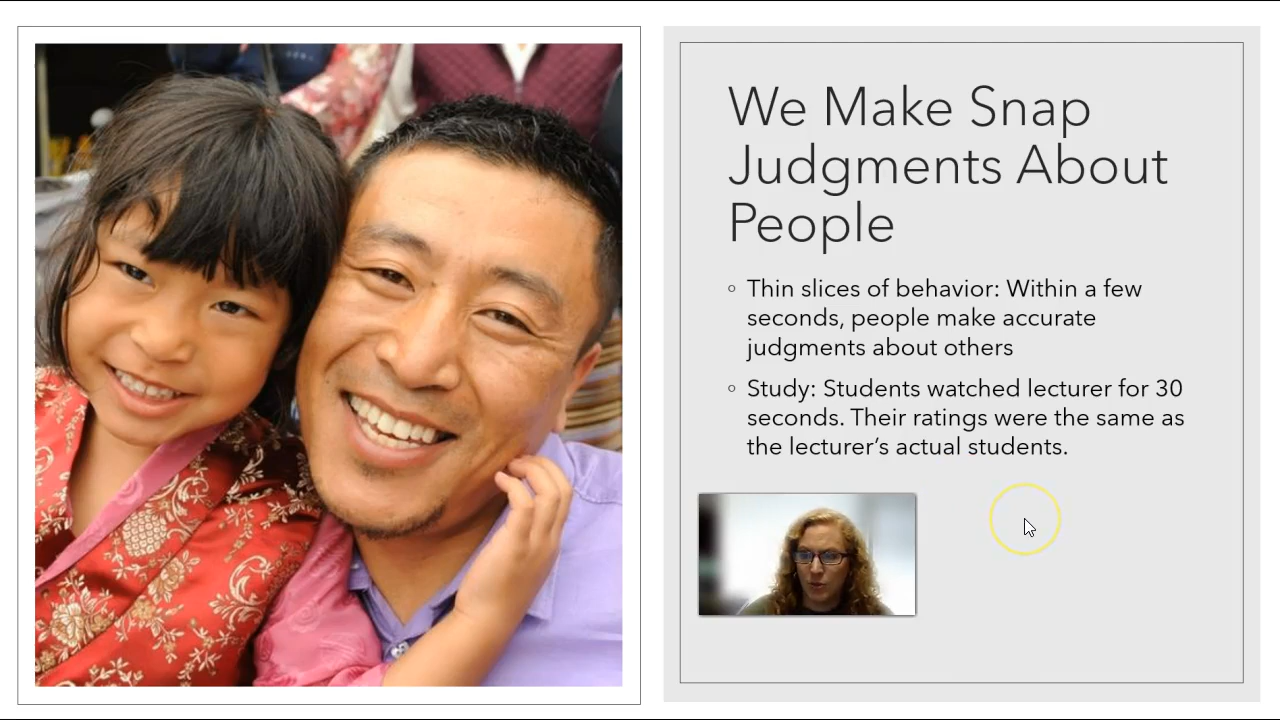 We Make Snap
Judgments About
People
◦ Thin slices of behavior: Within a few
seconds, people make accurate
judgments about others
◦ Study: Students watched lecturer for 30
seconds. Their ratings were the same as
the lecturer’s actual students.